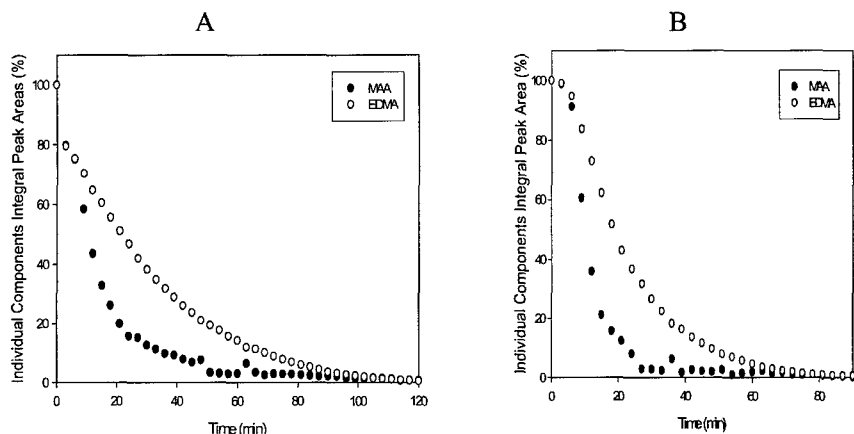 A
Individual Components Integral Peak Areas (%)
100
80
60
40
20
0
MAA
EDMA
0 20 40 60 80 100 120
Time (min)
B
Individual Components Integral Peak Area (%)
100
80
60
40
20
0
MAA
EDMA
0 20 40 60 80
Time (min)